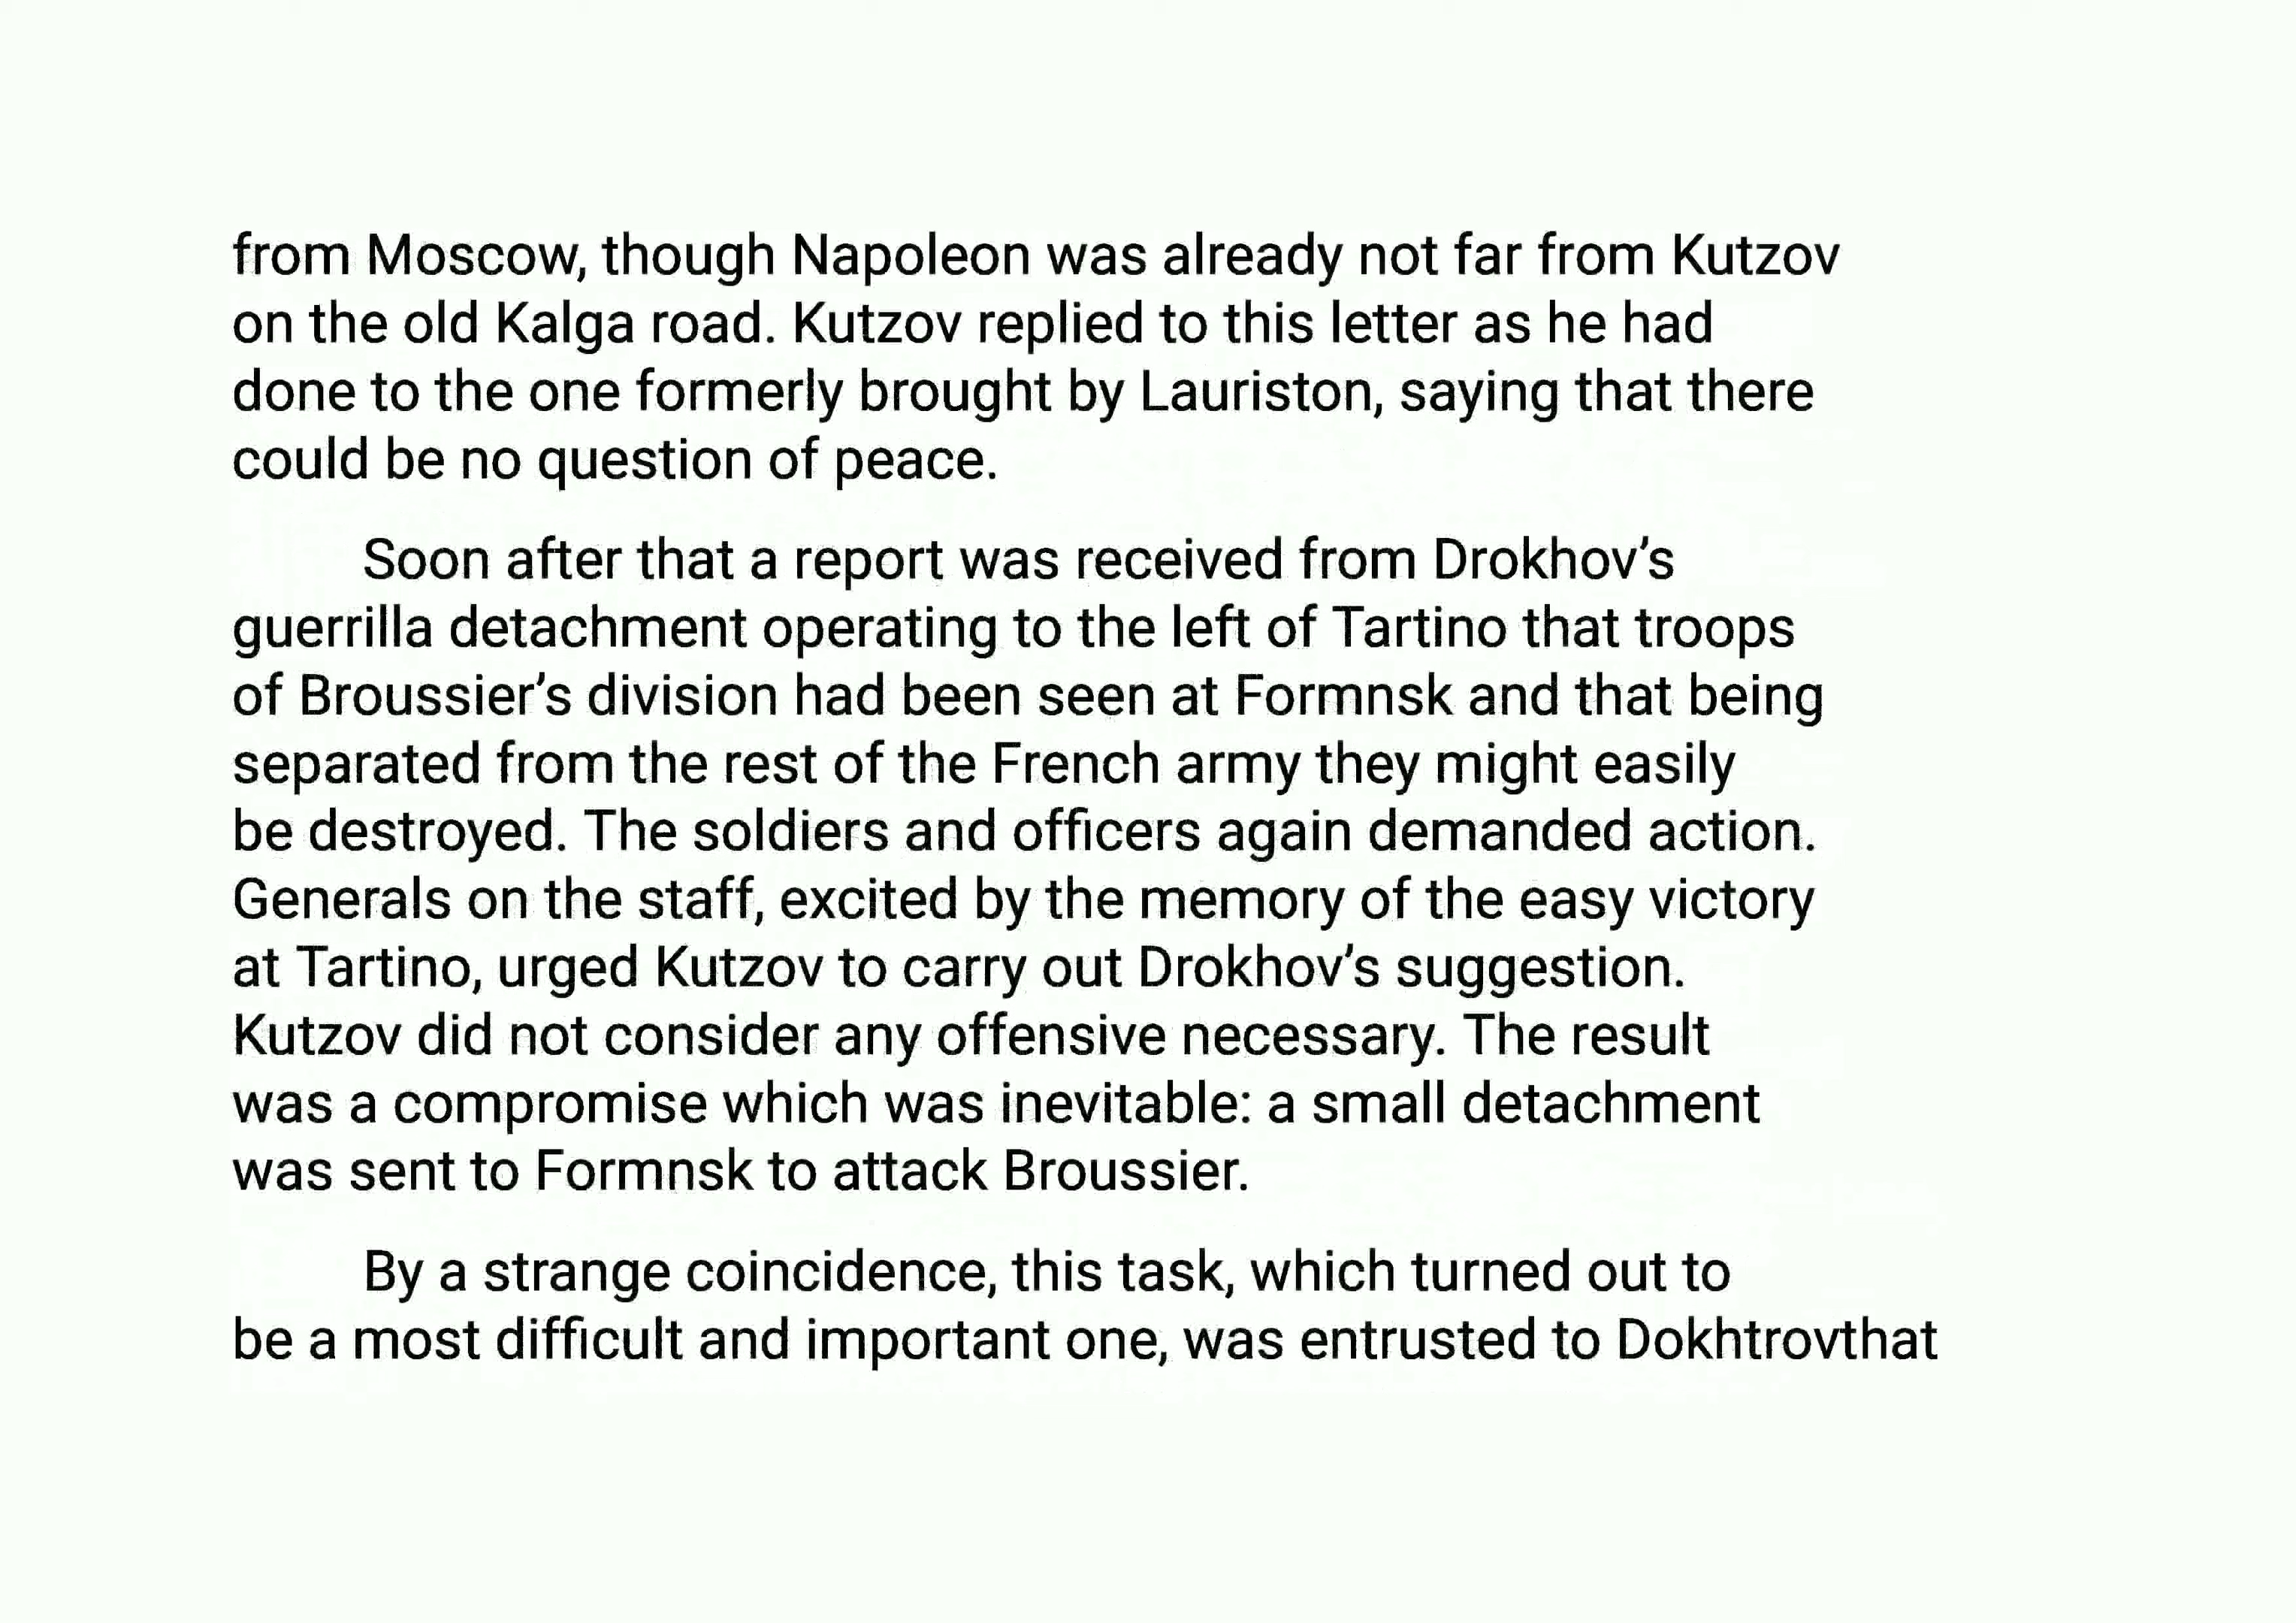 from Moscow, though Napoleon was already not far from Kutzov
on the old Kalga road. Kutzov replied to this letter as he had
done to the one formerly brought by Lauriston, saying that there
could be no question of peace.
Soon after that a report was received from Drokhov’s
guerrilla detachment operating to the left of Tartino that troops
of Broussier’s division had been seen at Formnsk and that being
separated from the rest of the French army they might easily
be destroyed. The soldiers and officers again demanded action.
Generals on the staff, excited by the memory of the easy victory
at Tartino, urged Kutzov to carry out Drokhov’s suggestion.
Kutzov did not consider any offensive necessary. The result
was a compromise which was inevitable: a small detachment
was sent to Formnsk to attack Broussier.
By a strange coincidence, this task, which turned out to
be a most difficult and important one, was entrusted to Dokhtrovthat